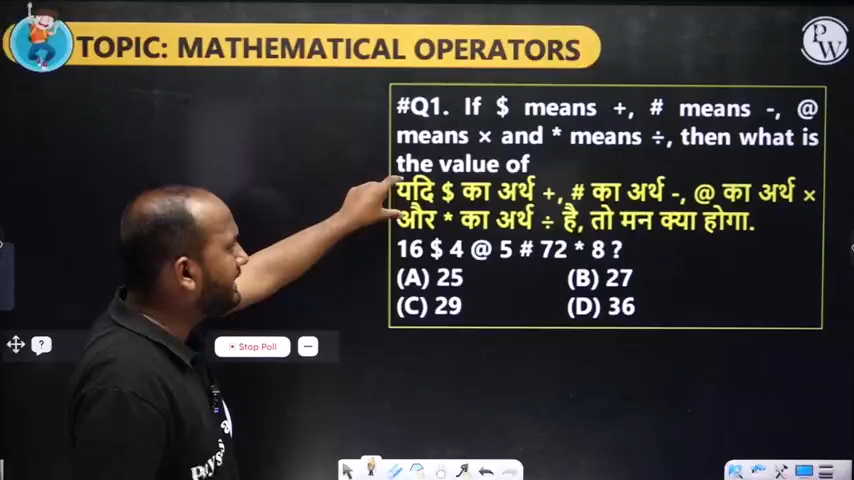 TOPIC: MATHEMATICAL OPERATORS
PW
#Q1. If $ means +, # means -, @
means × and * means ÷, then what is
the value of
यदि $ का अर्थ +, # का अर्थ -, @ का अर्थ ×
और * का अर्थ ÷ है, तो मन क्या होगा.
16 $ 4 @ 5 # 72 * 8 ?
(A) 25 (B) 27
(C) 29 (D) 36
Stop Poll